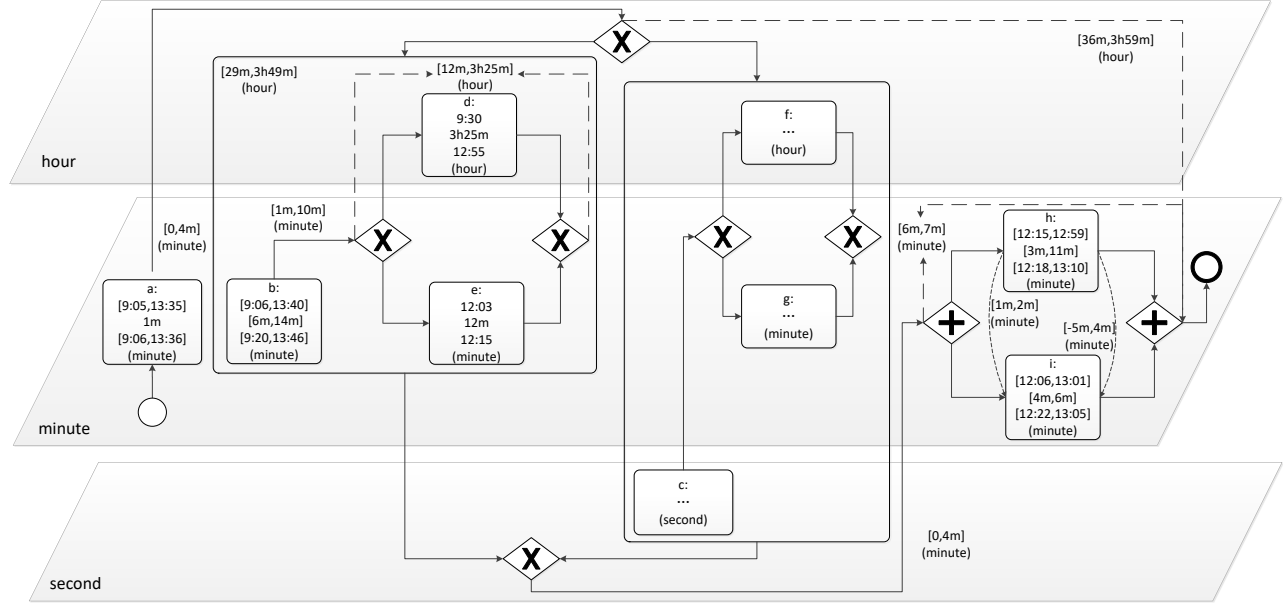 X
[36m,3h59m]
(hour)
[29m,3h49m]
(hour)
[12m,3h25m]
(hour)
d:
9:30
3h25m
12:55
(hour)
f:
...
(hour)
hour
[0,4m]
(minute)
[1m,10m]
(minute)
X
X
X
X
a:
[9:05,13:35]
1m
[9:06,13:36]
(minute)
b:
[9:06,13:40]
[6m,14m]
[9:20,13:46]
(minute)
e:
12:03
12m
12:15
(minute)
g:
...
(minute)
[6m,7m]
(minute)
h:
[12:15,12:59]
[3m,11m]
[12:18,13:10]
(minute)
[1m,2m]
(minute)
[-5m,4m]
(minute)
+
+
i:
[12:06,13:01]
[4m,6m]
[12:22,13:05]
(minute)
minute
c:
...
(second)
X
[0,4m]
(minute)
second